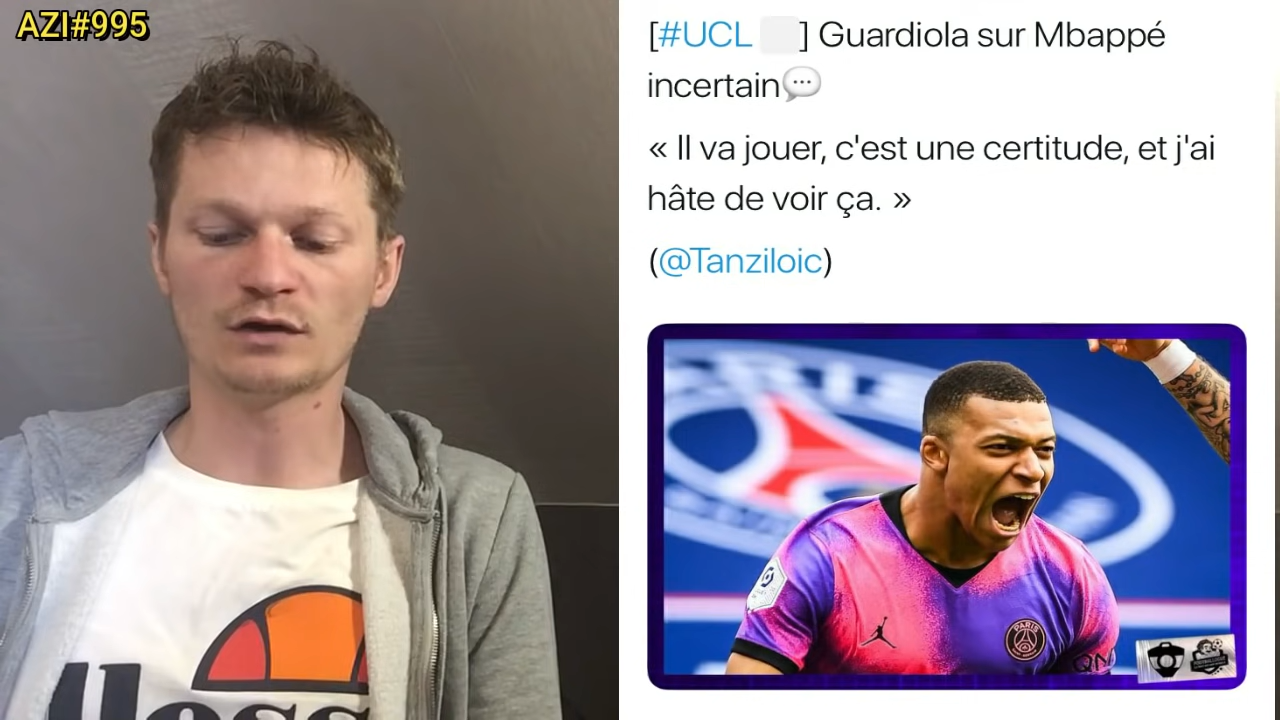 AZI#995
[#UCL ] Guardiola sur Mbappé
incertain
« Il va jouer, c'est une certitude, et j'ai
hâte de voir ça. »
(@Tanziloic)
ellesse
PARIS
PARIS